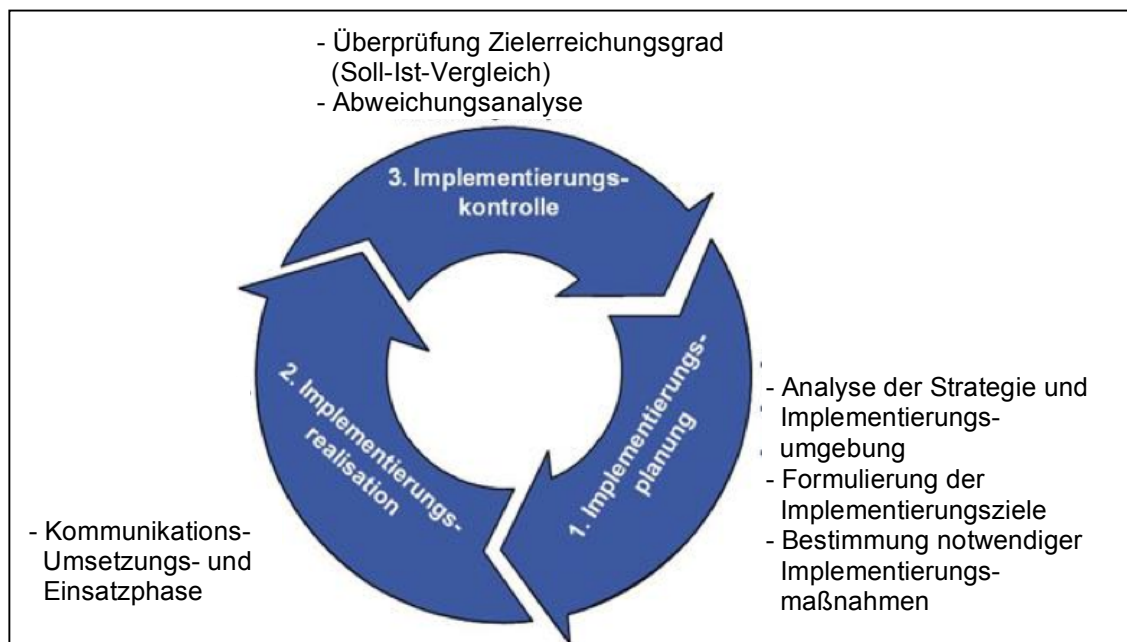 - Überprüfung Zielerreichungsgrad
(Soll-Ist-Vergleich)
- Abweichungsanalyse
3. Implementierungs-
kontrolle
1. Implementierungs-
planung
- Analyse der Strategie und
Implementierungs-
umgebung
- Formulierung der
Implementierungsziele
- Bestimmung notwendiger
Implementierungs-
maßnahmen
2. Implementierungs-
realisation
- Kommunikations-
Umsetzungs- und
Einsatzphase